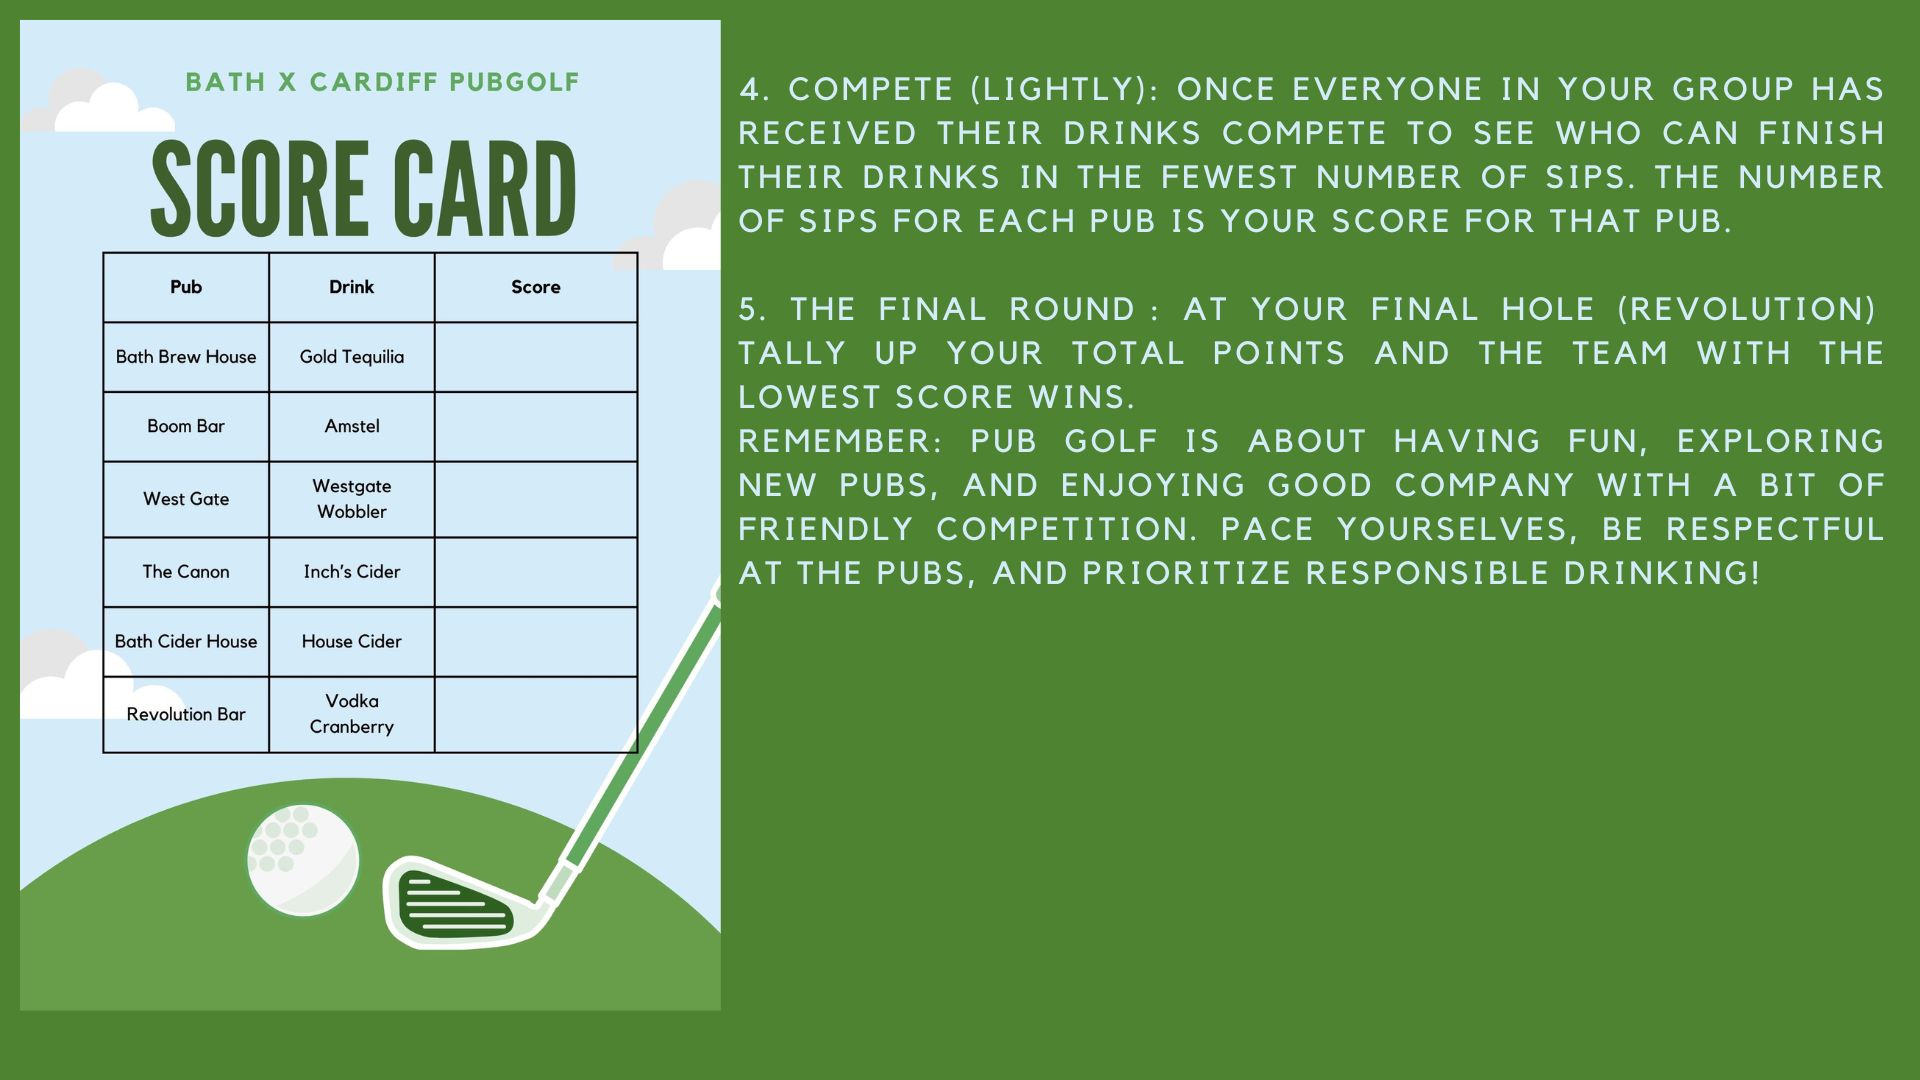 BATH X CARDIFF PUBGOLF
SCORE CARD
Pub Drink Score
Bath Brew House Gold Tequilia
Boom Bar Amstel
West Gate Westgate Wobbler
The Canon Inch's Cider
Bath Cider House House Cider
Revolution Bar Vodka Cranberry
4. COMPETE (LIGHTLY): ONCE EVERYONE IN YOUR GROUP HAS
RECEIVED THEIR DRINKS COMPETE TO SEE WHO CAN FINISH
THEIR DRINKS IN THE FEWEST NUMBER OF SIPS. THE NUMBER
OF SIPS FOR EACH PUB IS YOUR SCORE FOR THAT PUB.
5. THE FINAL ROUND : AT YOUR FINAL HOLE (REVOLUTION)
TALLY UP YOUR TOTAL POINTS AND THE TEAM WITH THE
LOWEST SCORE WINS.
REMEMBER: PUB GOLF IS ABOUT HAVING FUN, EXPLORING
NEW PUBS, AND ENJOYING GOOD COMPANY WITH A BIT OF
FRIENDLY COMPETITION. PACE YOURSELVES, BE RESPECTFUL
AT THE PUBS, AND PRIORITIZE RESPONSIBLE DRINKING!